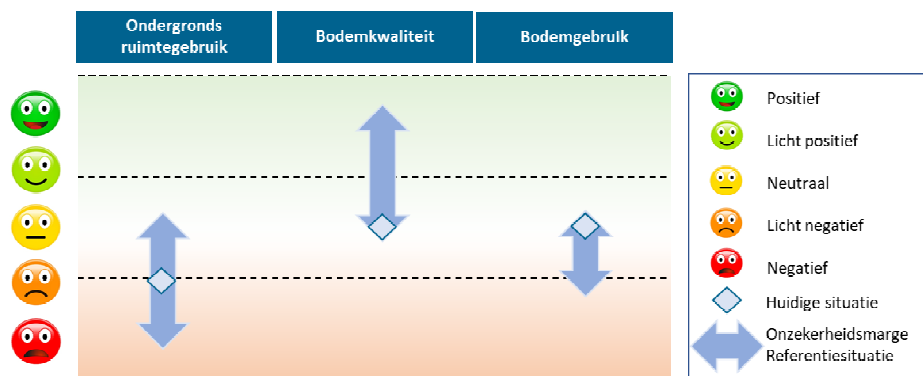 Ondergronds
ruimtegebruik
Bodemkwaliteit
Bodemgebruik
Positief
Licht positief
Neutraal
Licht negatief
Negatief
Huidige situatie
Onzekerheidsmarge
Referentiesituatie